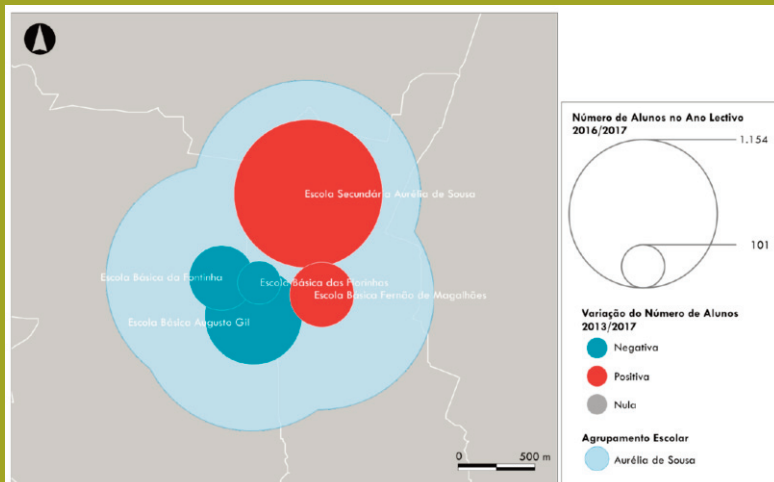 Escola Secundária Aurélia de Sousa
Escola Básica da Fontinha
Escola Básica das Florinhas
Escola Básica Fernão de Magalhães
Escola Básica Augusto Gil
0 500 m
Número de Alunos no Ano Lectivo
2016/2017
1.154
101
Variação do Número de Alunos
2013/2017
Negativa
Positiva
Nula
Agrupamento Escolar
Aurélia de Sousa